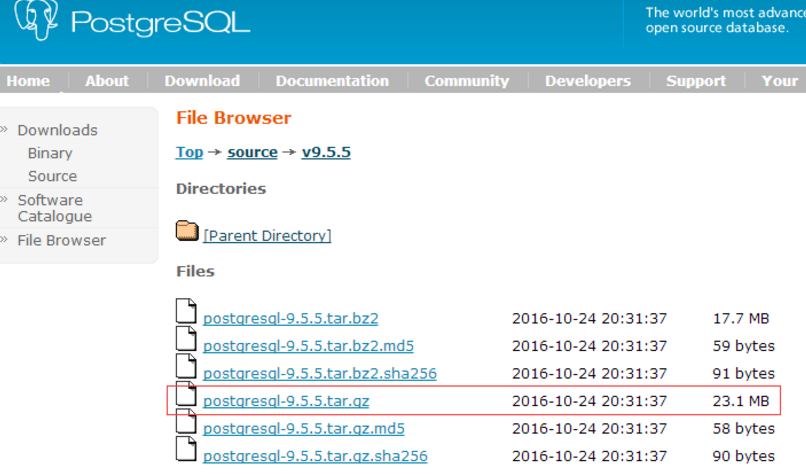 PostgreSQL
The world's most advanc
open source database.
Home About Download Documentation Community Developers Support Your
» Downloads
Binary
Source
» Software
Catalogue
» File Browser
File Browser
Top → source → v9.5.5
Directories
[Parent Directory]
Files
postgresql-9.5.5.tar.bz2 2016-10-24 20:31:37 17.7 MB
postgresql-9.5.5.tar.bz2.md5 2016-10-24 20:31:37 59 bytes
postgresql-9.5.5.tar.bz2.sha256 2016-10-24 20:31:37 91 bytes
postgresql-9.5.5.tar.gz 2016-10-24 20:31:37 23.1 MB
postgresql-9.5.5.tar.gz.md5 2016-10-24 20:31:37 58 bytes
postgresql-9.5.5.tar.gz.sha256 2016-10-24 20:31:37 90 bytes